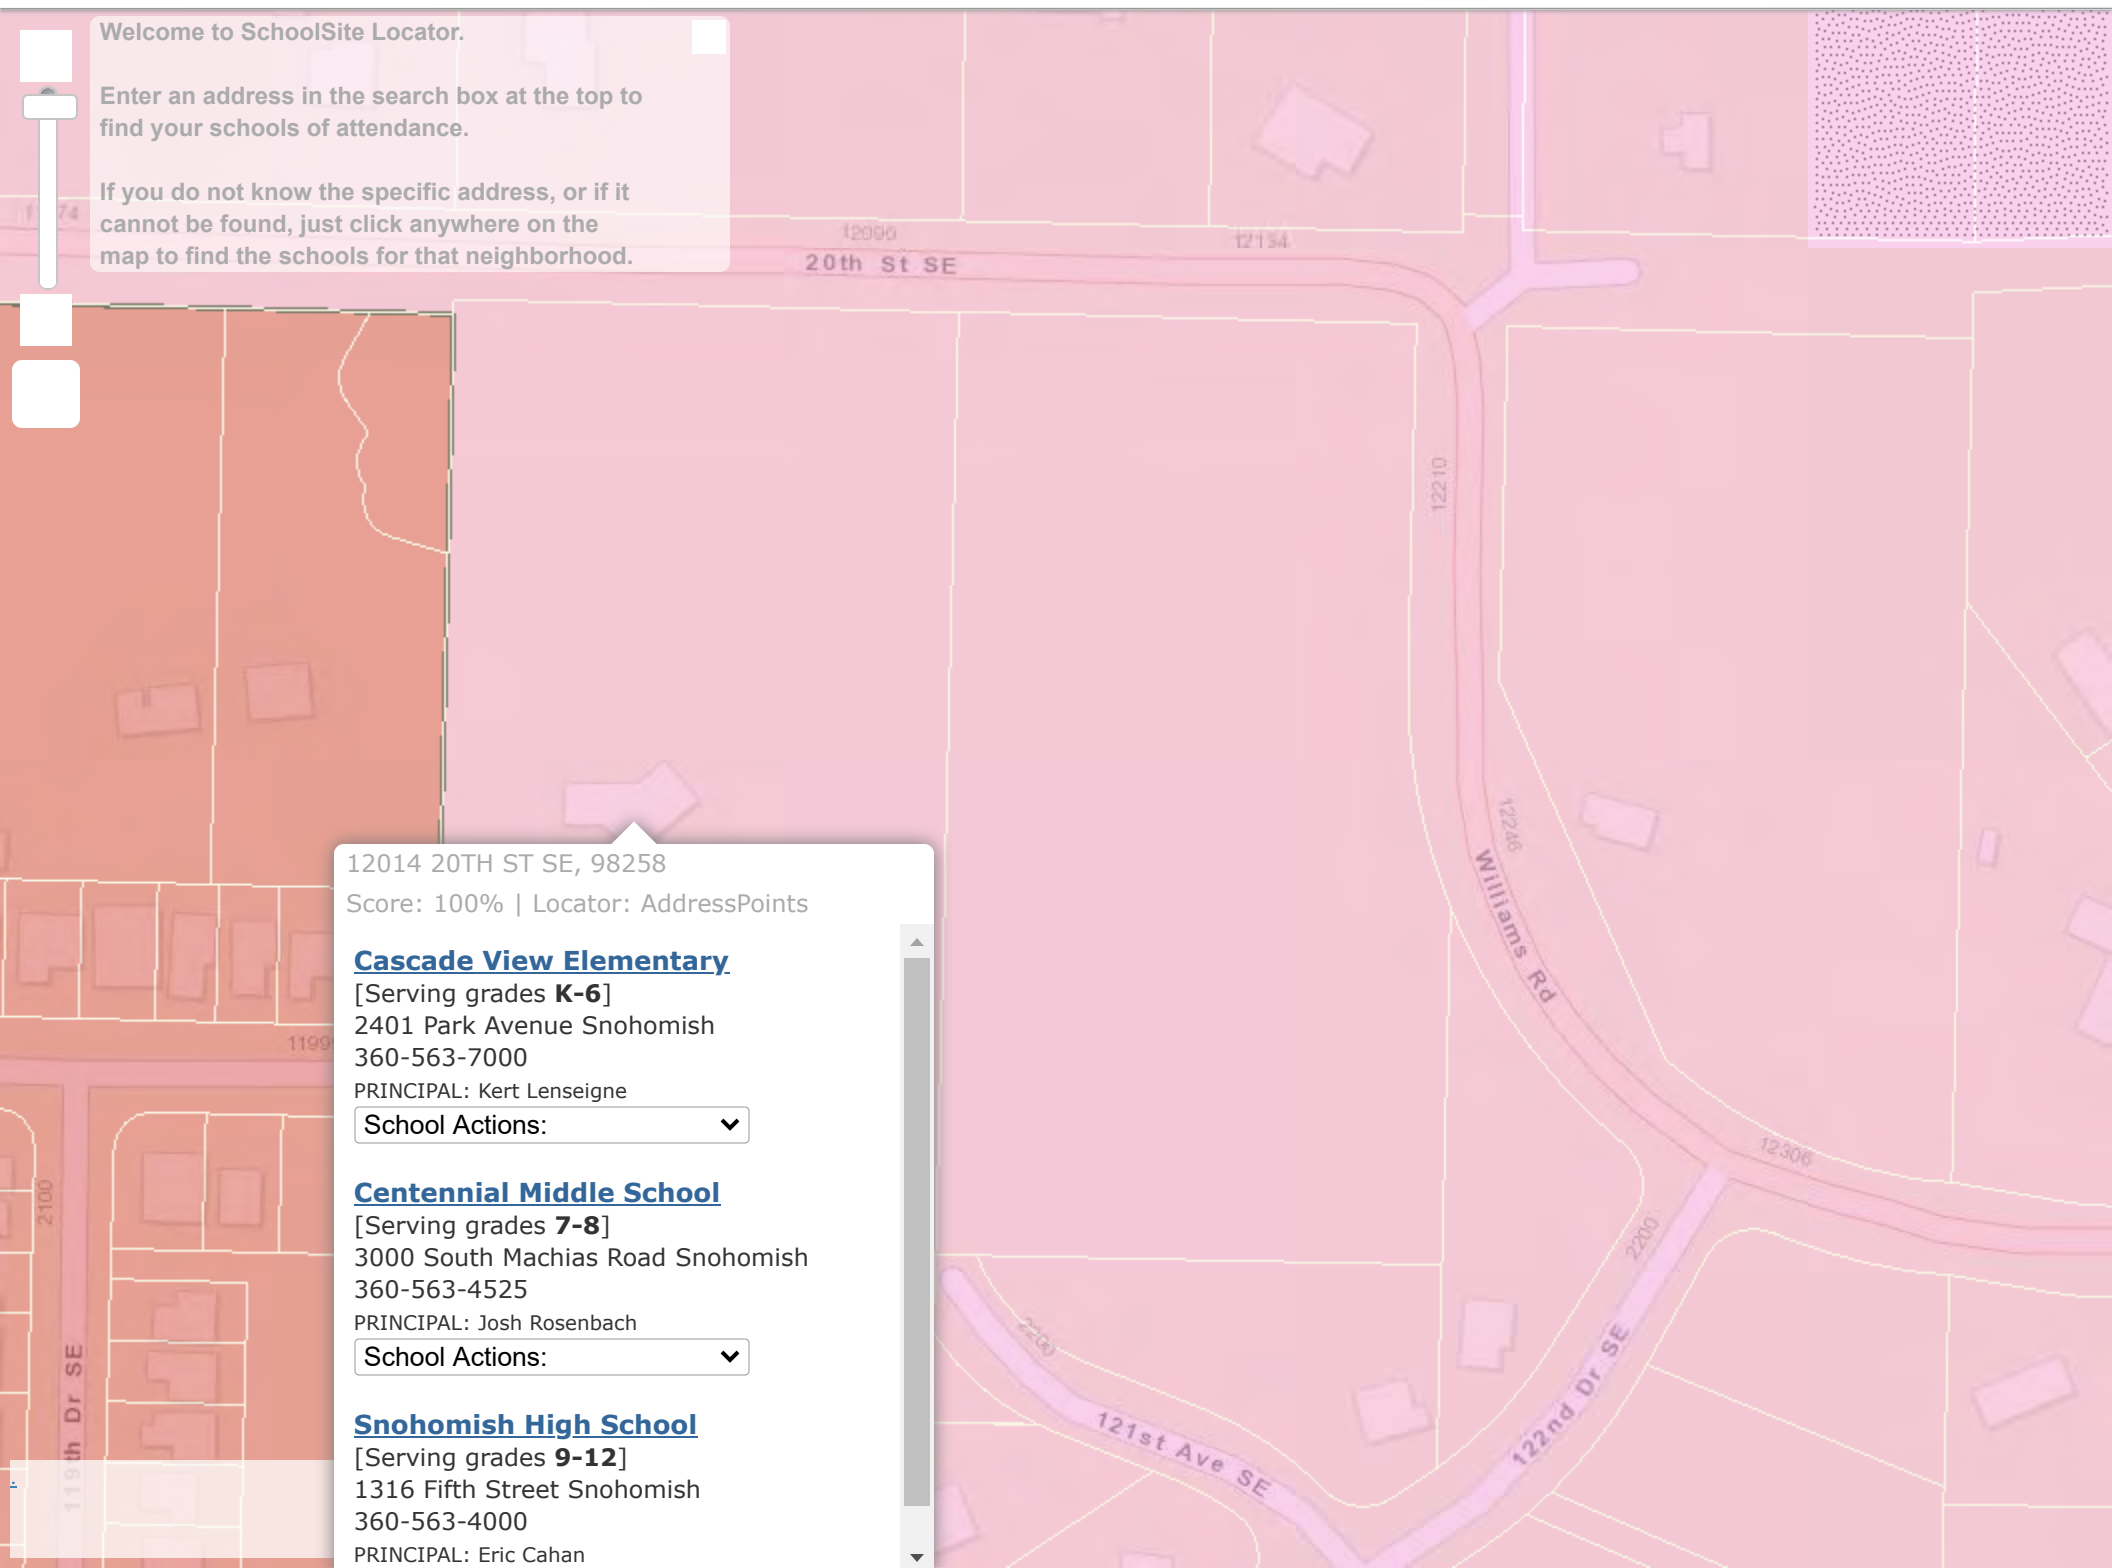 Welcome to SchoolSite Locator.
Enter an address in the search box at the top to
find your schools of attendance.
If you do not know the specific address, or if it
cannot be found, just click anywhere on the
map to find the schools for that neighborhood.
12090
12134
20th St SE
12210
12246
Williams Rd
12306
2200
122nd Dr SE
2200
121st Ave SE
2100
119th Dr SE
12014 20TH ST SE, 98258
Score: 100% | Locator: AddressPoints
Cascade View Elementary
[Serving grades K-6]
2401 Park Avenue Snohomish
360-563-7000
PRINCIPAL: Kert Lenseigne
School Actions:
Centennial Middle School
[Serving grades 7-8]
3000 South Machias Road Snohomish
360-563-4525
PRINCIPAL: Josh Rosenbach
School Actions:
Snohomish High School
[Serving grades 9-12]
1316 Fifth Street Snohomish
360-563-4000
PRINCIPAL: Eric Cahan